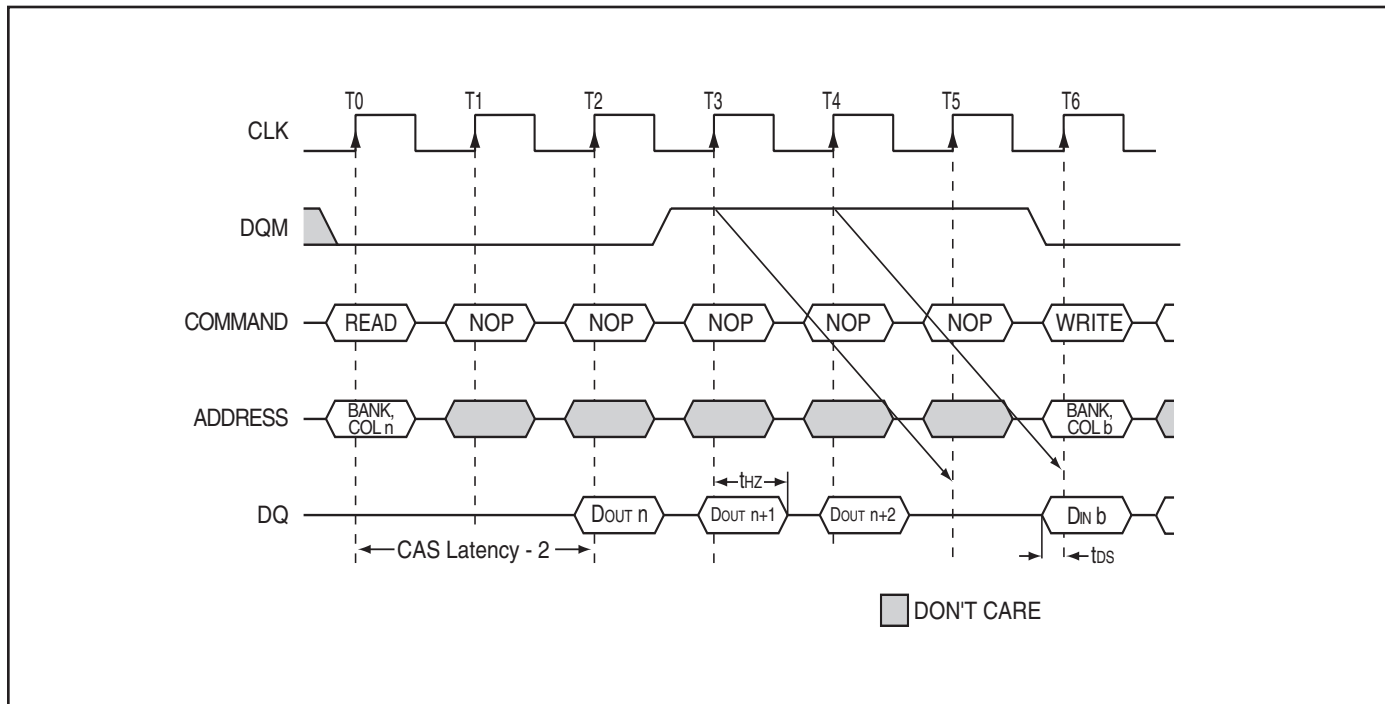 T0 T1 T2 T3 T4 T5 T6
CLK
DQM
COMMAND READ NOP NOP NOP NOP NOP WRITE
ADDRESS BANK, COL n BANK, COL b
tHZ
DQ DOUT n DOUT n+1 DOUT n+2 DIN b
CAS Latency - 2 tDS
DON'T CARE